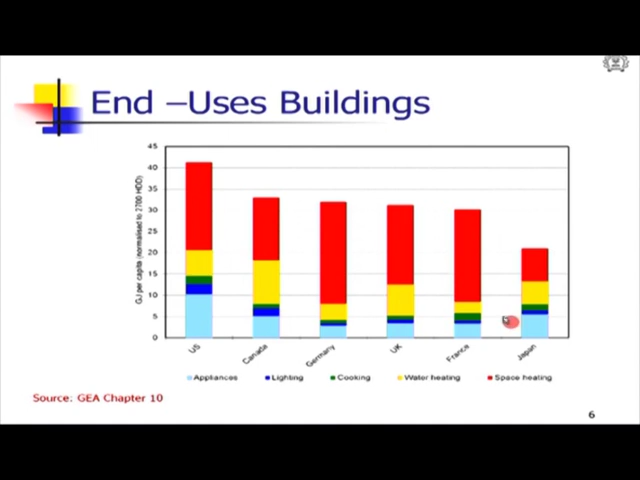 End –Uses Buildings
45
40
35
30
25
20
15
10
5
0
GJ per capita (normalised to 2700 HDD)
US
Canada
Germany
UK
France
Japan
Appliances Lighting Cooking Water heating Space heating
Source: GEA Chapter 10
6